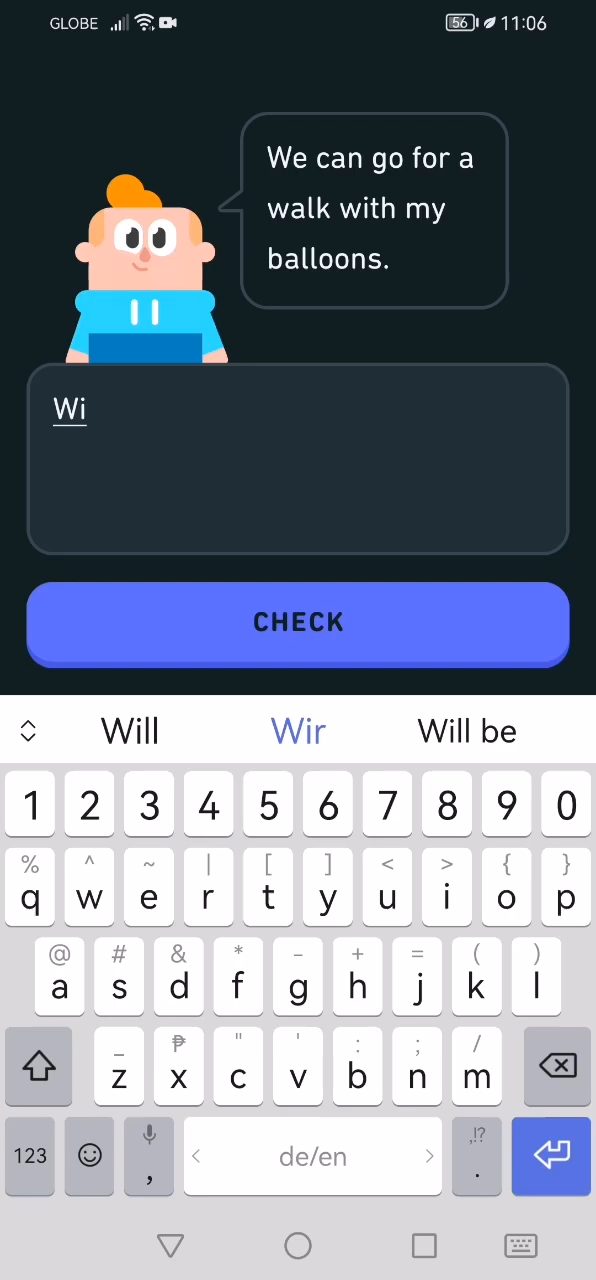 GLOBE 56 11:06
We can go for a
walk with my
balloons.
Wi
CHECK
Will Wir Will be
1 2 3 4 5 6 7 8 9 0
% ^ ~ | [ ] < > { }
q w e r t y u i o p
@ # & * - + = ( )
a s d f g h j k l
_ ₱ " ' : ; /
z x c v b n m
123 , de/en ,!? .